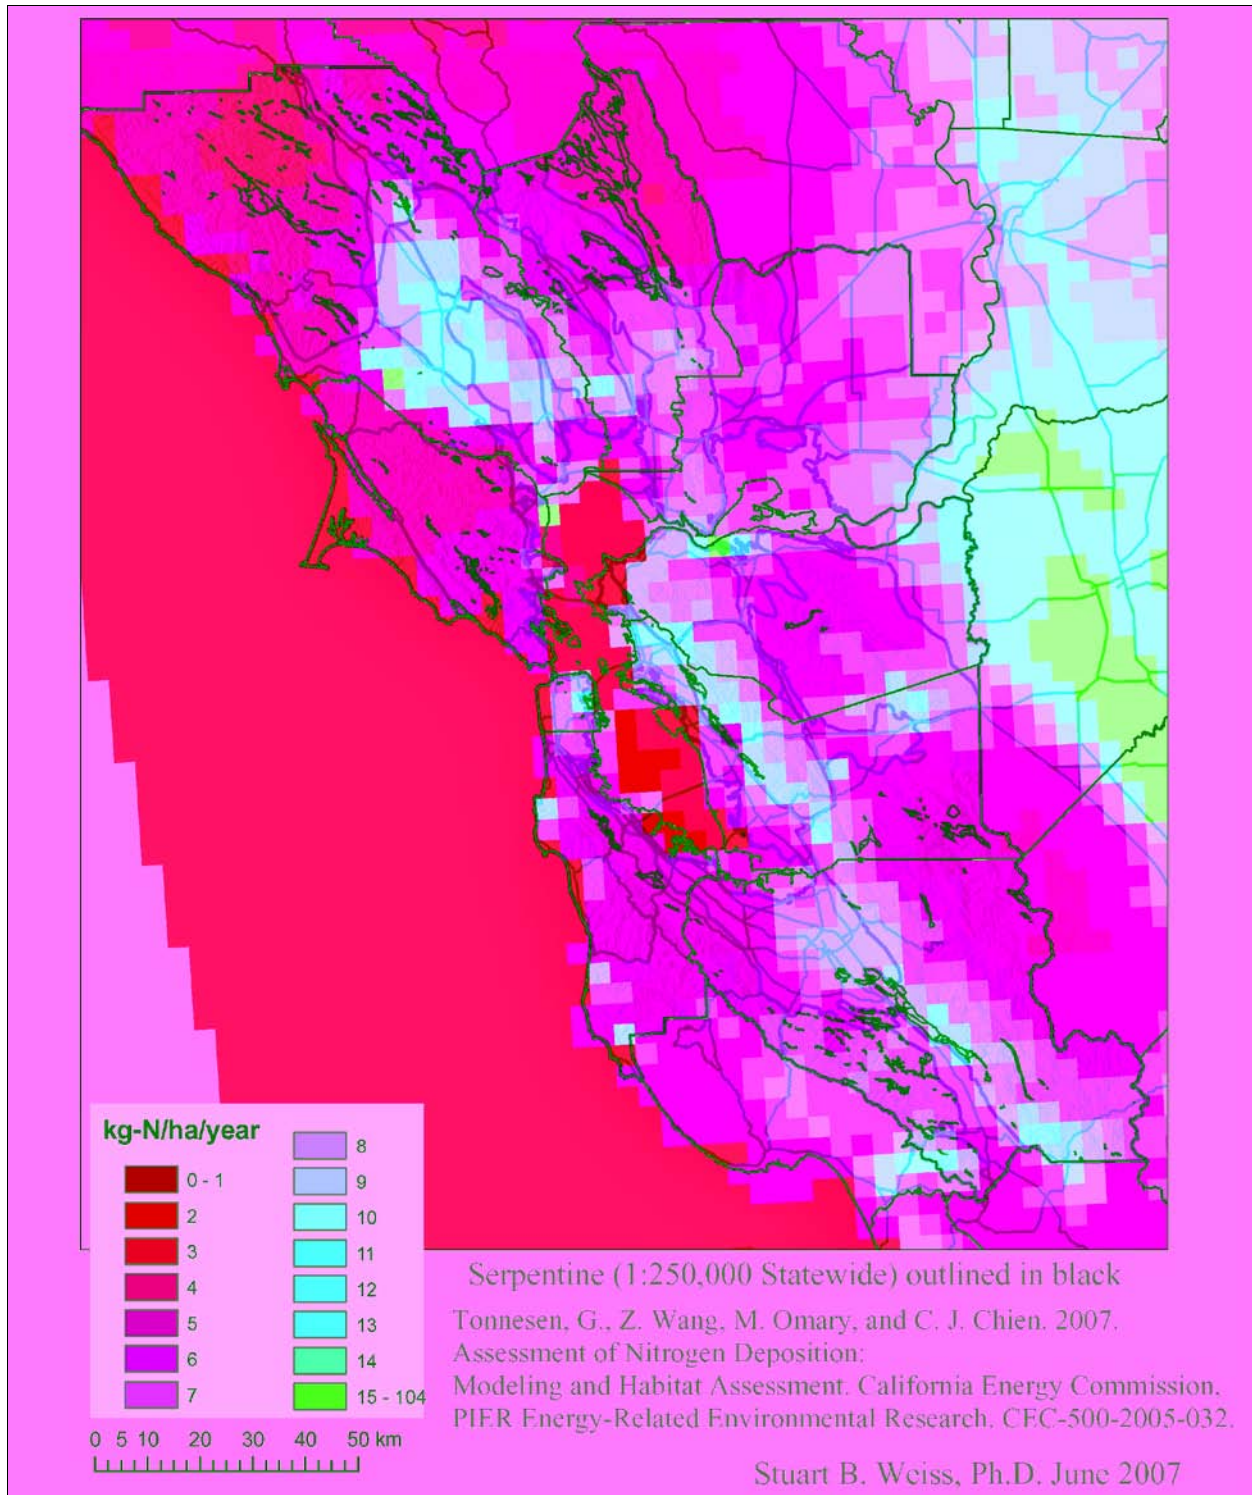 kg-N/ha/year
0 - 1
2
3
4
5
6
7
8
9
10
11
12
13
14
15 - 104
0 5 10 20 30 40 50 km
Serpentine (1:250,000 Statewide) outlined in black
Tonnesen, G., Z. Wang, M. Omary, and C. J. Chien. 2007.
Assessment of Nitrogen Deposition:
Modeling and Habitat Assessment. California Energy Commission,
PIER Energy-Related Environmental Research. CEC-500-2005-032.
Stuart B. Weiss, Ph.D. June 2007